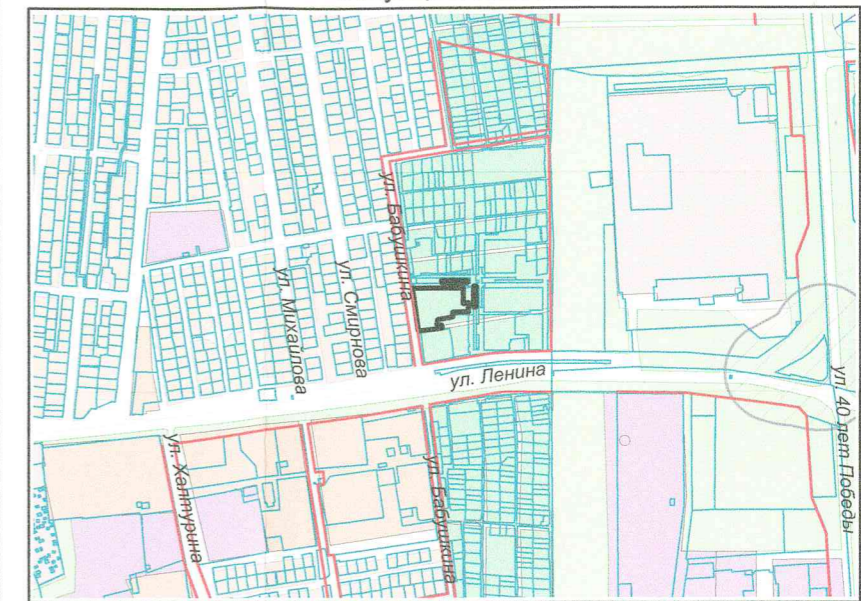 ул. Бабушкина
ул. Смирнова
ул. Михайлова
ул. Ленина
ул. 40 лет Победы
ул. Халтурина
ул. Бабушкина